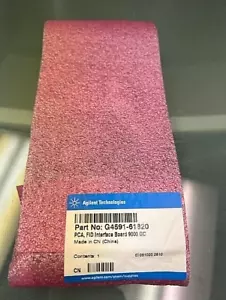 Agilent Technologies
Part No: G4591-61820
PCA, FID Interface Board 9000 GC
Made in CN (China)
Contents: 1
CN